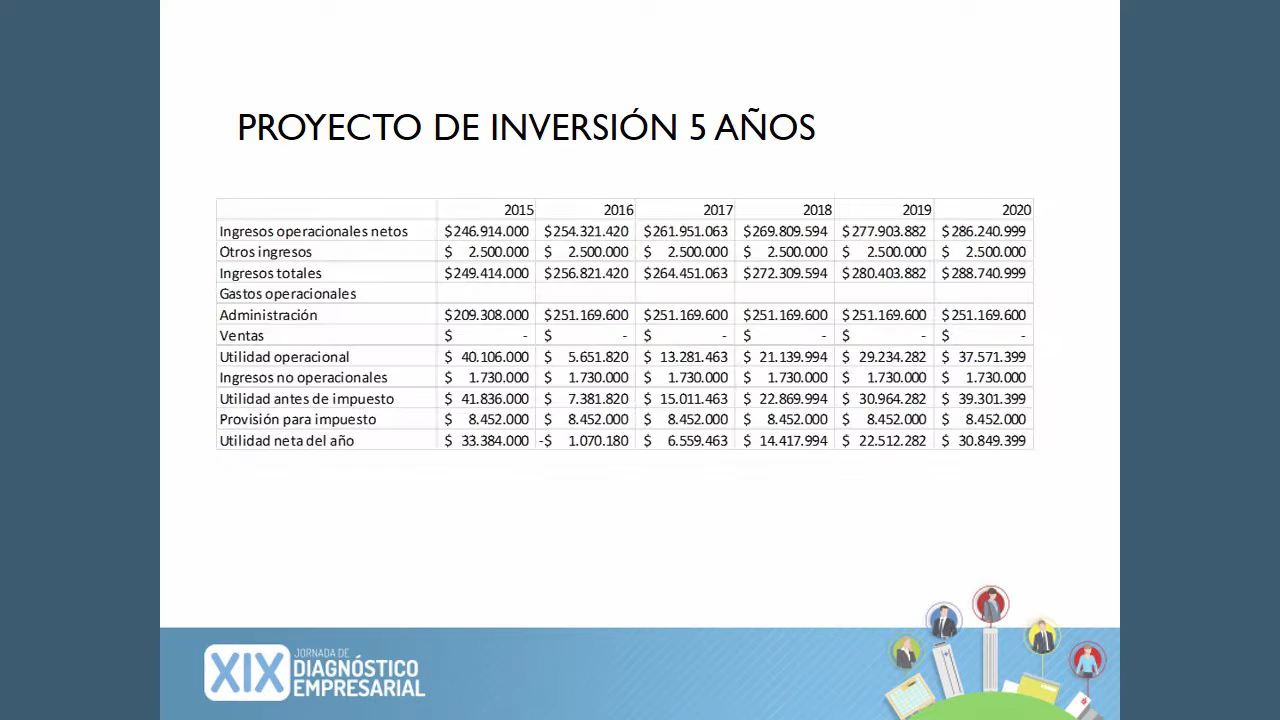 PROYECTO DE INVERSIÓN 5 AÑOS
2015 2016 2017 2018 2019 2020
Ingresos operacionales netos $246.914.000 $254.321.420 $261.951.063 $269.809.594 $277.903.882 $286.240.999
Otros ingresos $ 2.500.000 $ 2.500.000 $ 2.500.000 $ 2.500.000 $ 2.500.000 $ 2.500.000
Ingresos totales $249.414.000 $256.821.420 $264.451.063 $272.309.594 $280.403.882 $288.740.999
Gastos operacionales
Administración $209.308.000 $251.169.600 $251.169.600 $251.169.600 $251.169.600 $251.169.600
Ventas $ - $ - $ - $ - $ - $ -
Utilidad operacional $ 40.106.000 $ 5.651.820 $ 13.281.463 $ 21.139.994 $ 29.234.282 $ 37.571.399
Ingresos no operacionales $ 1.730.000 $ 1.730.000 $ 1.730.000 $ 1.730.000 $ 1.730.000 $ 1.730.000
Utilidad antes de impuesto $ 41.836.000 $ 7.381.820 $ 15.011.463 $ 22.869.994 $ 30.964.282 $ 39.301.399
Provisión para impuesto $ 8.452.000 $ 8.452.000 $ 8.452.000 $ 8.452.000 $ 8.452.000 $ 8.452.000
Utilidad neta del año $ 33.384.000 -$ 1.070.180 $ 6.559.463 $ 14.417.994 $ 22.512.282 $ 30.849.399
XIX
JORNADA DE
DIAGNÓSTICO
EMPRESARIAL